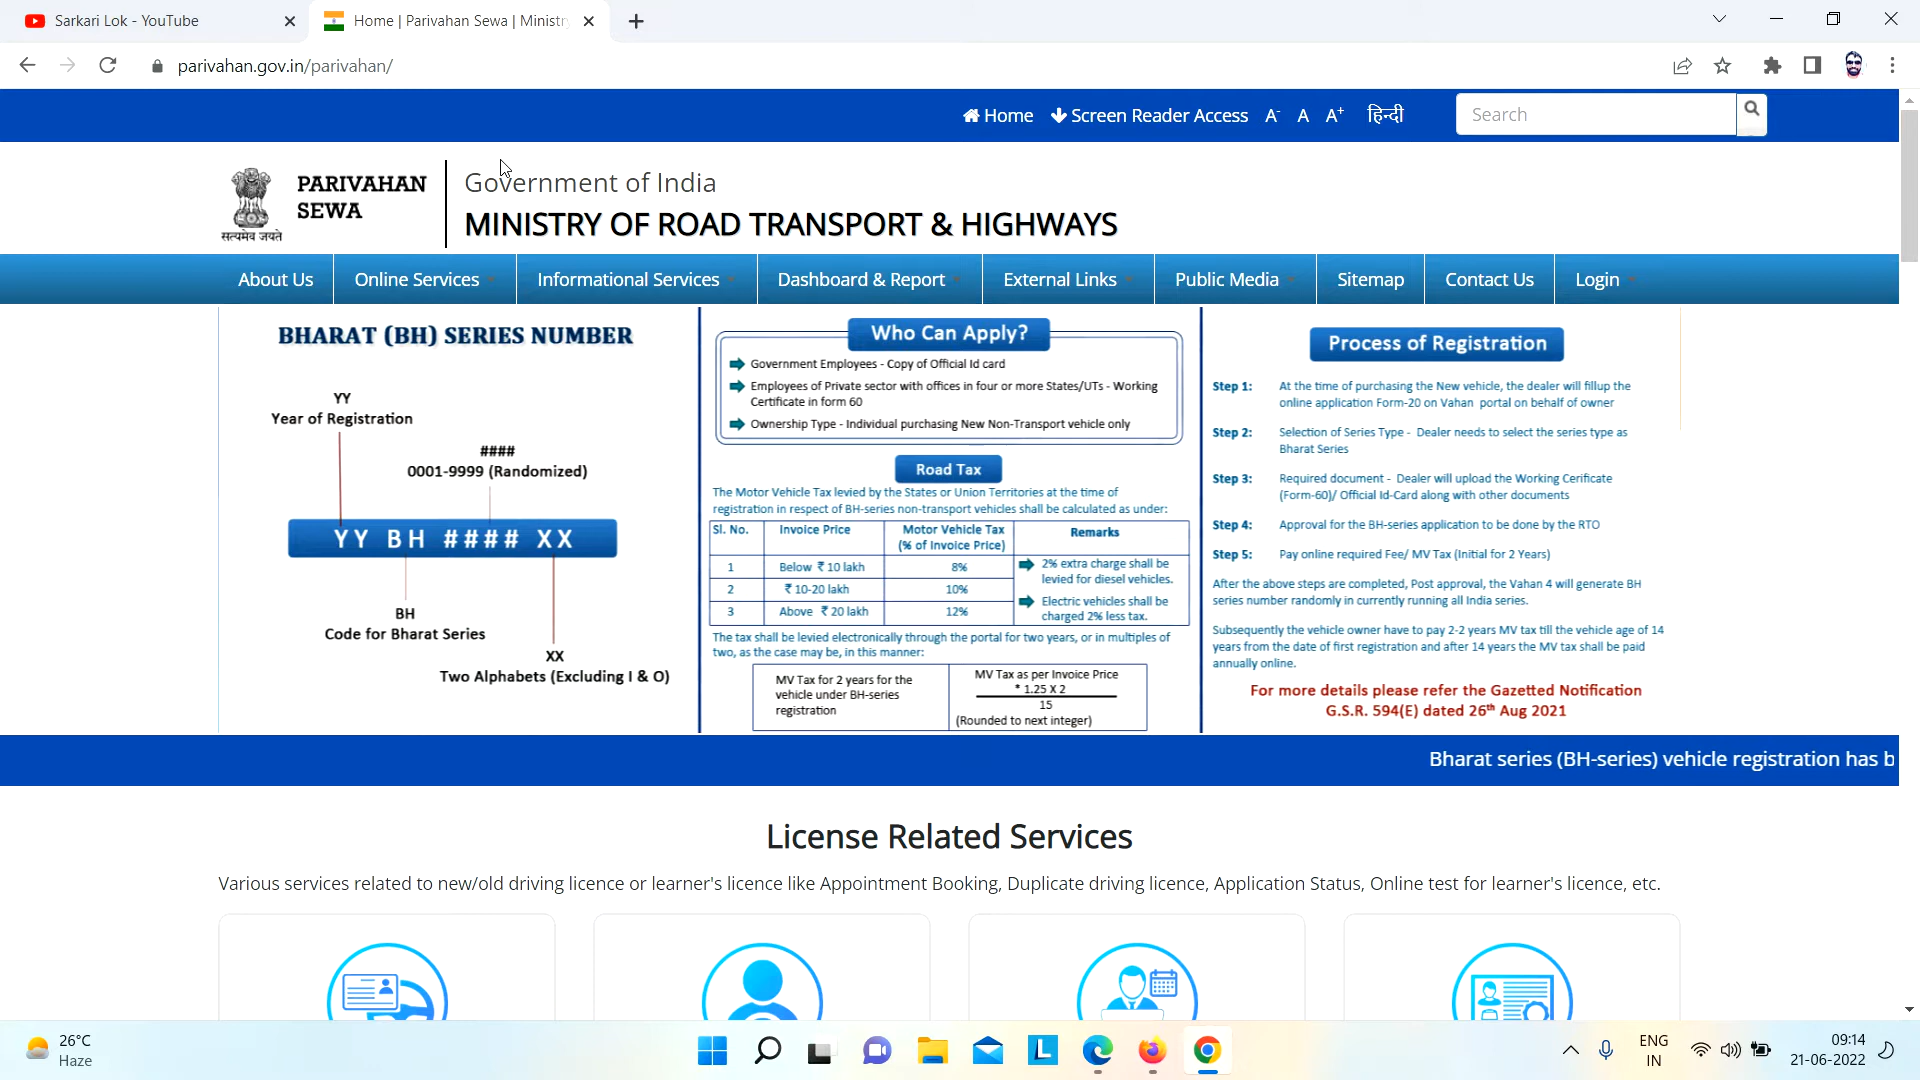 Sarkari Lok - YouTube
Home | Parivahan Sewa | Ministr
parivahan.gov.in/parivahan/
Home Screen Reader Access A- A A+ हिन्दी Search
PARIVAHAN
SEWA
सत्यमेव जयते
Government of India
MINISTRY OF ROAD TRANSPORT & HIGHWAYS
About Us Online Services Informational Services Dashboard & Report External Links Public Media Sitemap Contact Us Login
BHARAT (BH) SERIES NUMBER
YY
Year of Registration
####
0001-9999 (Randomized)
YY BH #### XX
BH
Code for Bharat Series
XX
Two Alphabets (Excluding I & O)
Who Can Apply?
Government Employees - Copy of Official Id card
Employees of Private sector with offices in four or more States/UTs - Working
Certificate in form 60
Ownership Type - Individual purchasing New Non-Transport vehicle only
Road Tax
The Motor Vehicle Tax levied by the States or Union Territories at the time of
registration in respect of BH-series non-transport vehicles shall be calculated as under:
Sl. No. Invoice Price Motor Vehicle Tax Remarks
(% of Invoice Price)
1 Below ₹ 10 lakh 8%
2 ₹ 10-20 lakh 10%
3 Above ₹ 20 lakh 12%
2% extra charge shall be
levied for diesel vehicles.
Electric vehicles shall be
charged 2% less tax.
The tax shall be levied electronically through the portal for two years, or in multiples of
two, as the case may be, in this manner:
MV Tax for 2 years for the
vehicle under BH-series
registration
MV Tax as per Invoice Price
* 1.25 X 2
15
(Rounded to next integer)
Process of Registration
Step 1: At the time of purchasing the New vehicle, the dealer will fillup the
online application Form-20 on Vahan portal on behalf of owner
Step 2: Selection of Series Type - Dealer needs to select the series type as
Bharat Series
Step 3: Required document - Dealer will upload the Working Cerificate
(Form-60)/ Official Id-Card along with other documents
Step 4: Approval for the BH-series application to be done by the RTO
Step 5: Pay online required Fee/ MV Tax (Initial for 2 Years)
After the above steps are completed, Post approval, the Vahan 4 will generate BH
series number randomly in currently running all India series.
Subsequently the vehicle owner have to pay 2-2 years MV tax till the vehicle age of 14
years from the date of first registration and after 14 years the MV tax shall be paid
annually online.
For more details please refer the Gazetted Notification
G.S.R. 594(E) dated 26th Aug 2021
Bharat series (BH-series) vehicle registration has b
License Related Services
Various services related to new/old driving licence or learner's licence like Appointment Booking, Duplicate driving licence, Application Status, Online test for learner's licence, etc.
26°C
Haze
L
ENG
IN
09:14
21-06-2022